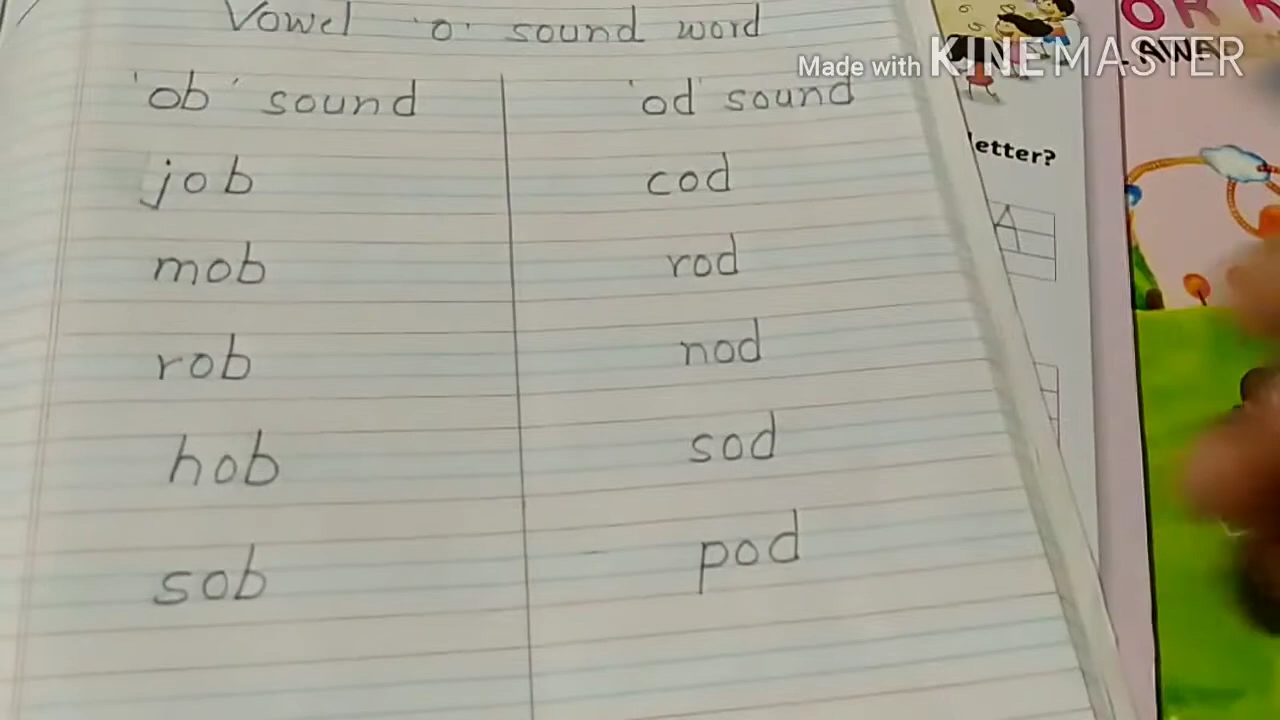 Vowel 'o' sound word
Made with KINEMASTER
'ob' sound 'od' sound
job cod
mob rod
rob nod
hob sod
sob pod
etter?
A